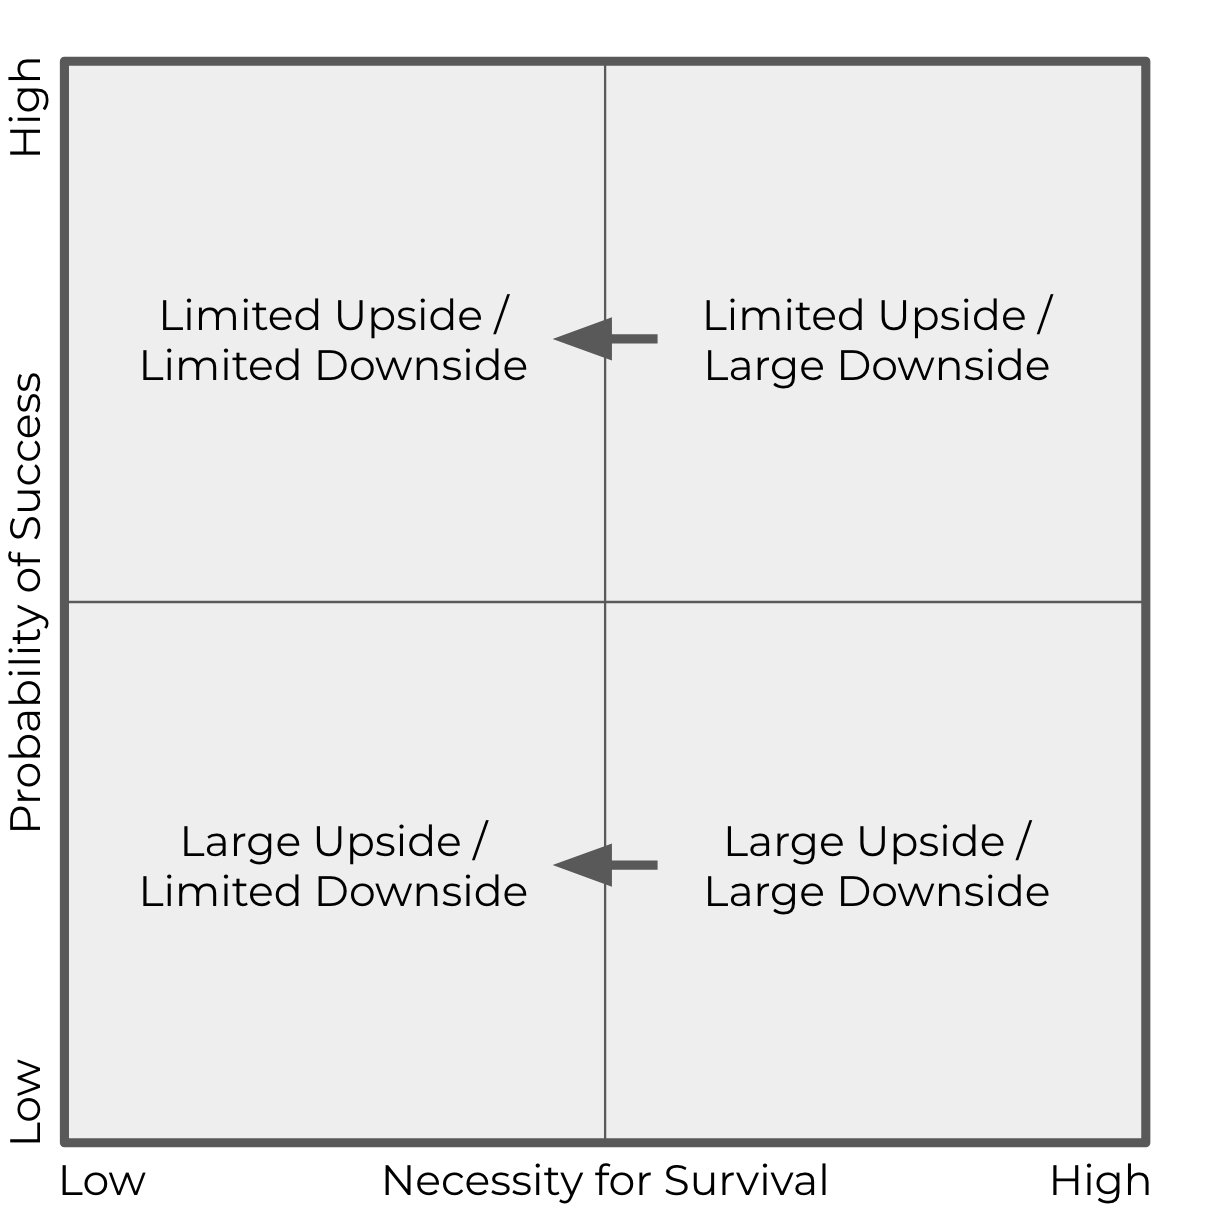 High
Probability of Success
Low
Limited Upside /
Limited Downside
Limited Upside /
Large Downside
Large Upside /
Limited Downside
Large Upside /
Large Downside
Low
Necessity for Survival
High